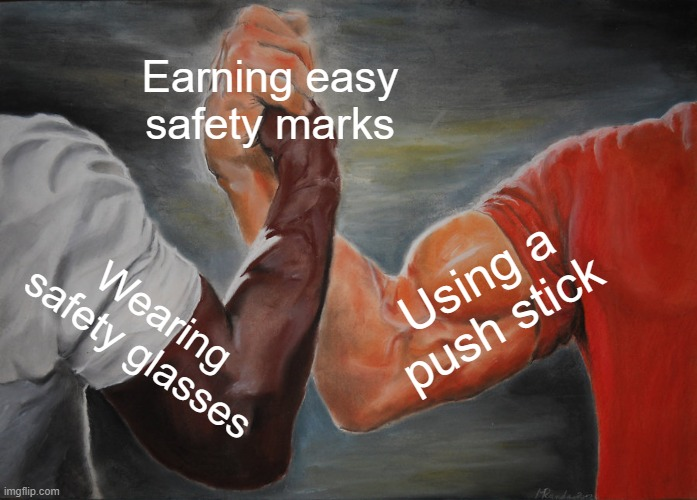 Earning easy
safety marks
Wearing
safety glasses
Using a
push stick
imgflip.com